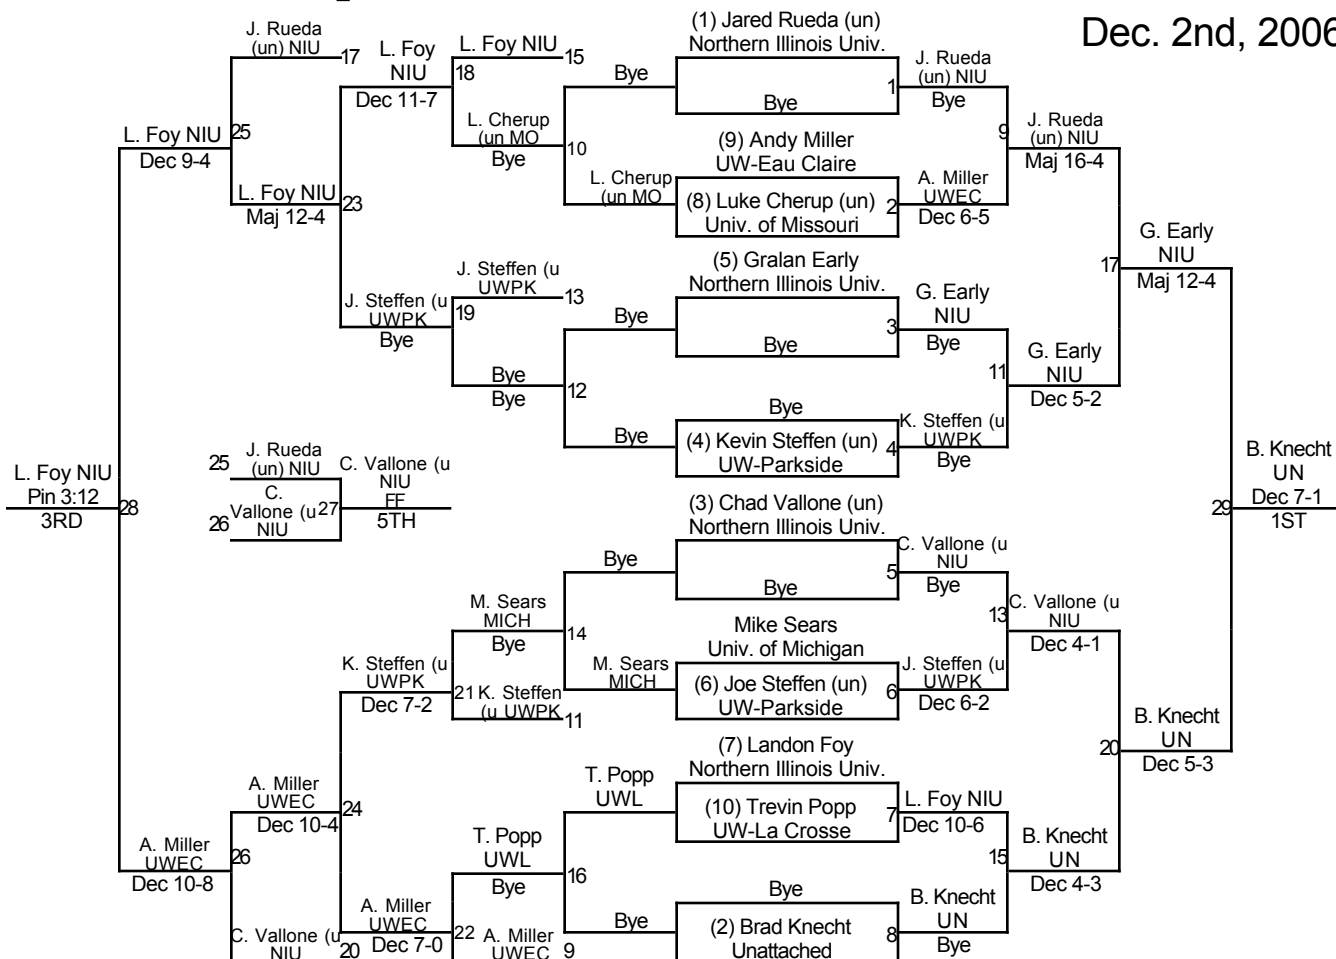 Dec. 2nd, 2006
J. Rueda
(un) NIU
17
L. Foy
NIU
Dec 11-7
L. Foy NIU
15
18
L. Cherup
(un MO
Bye
10
Bye
L. Cherup
(un MO
L. Foy NIU
25
Dec 9-4
L. Foy NIU
Maj 12-4
23
J. Steffen (u
UWPK
Bye
19
J. Steffen (u
UWPK
13
Bye
Bye
12
Bye
Bye
(1) Jared Rueda (un)
Northern Illinois Univ.
Bye
1
J. Rueda
(un) NIU
Bye
9
J. Rueda
(un) NIU
Maj 16-4
(9) Andy Miller
UW-Eau Claire
(8) Luke Cherup (un)
Univ. of Missouri
2
A. Miller
UWEC
Dec 6-5
(5) Gralan Early
Northern Illinois Univ.
Bye
3
G. Early
NIU
Bye
11
G. Early
NIU
Dec 5-2
Bye
(4) Kevin Steffen (un)
UW-Parkside
4
K. Steffen (u
UWPK
Bye
17
G. Early
NIU
Maj 12-4
L. Foy NIU
Pin 3:12
3RD
28
25
J. Rueda
(un) NIU
26
C.
Vallone (u
NIU
27
C. Vallone (u
NIU
FF
5TH
29
B. Knecht
UN
Dec 7-1
1ST
(3) Chad Vallone (un)
Northern Illinois Univ.
Bye
5
C. Vallone (u
NIU
Bye
13
C. Vallone (u
NIU
Dec 4-1
Mike Sears
Univ. of Michigan
(6) Joe Steffen (un)
UW-Parkside
6
J. Steffen (u
UWPK
Dec 6-2
Bye
14
M. Sears
MICH
M. Sears
MICH
Bye
K. Steffen (u
UWPK
Dec 7-2
21
K. Steffen
(u UWPK
11
20
B. Knecht
UN
Dec 5-3
(7) Landon Foy
Northern Illinois Univ.
(10) Trevin Popp
UW-La Crosse
7
L. Foy NIU
Dec 10-6
15
B. Knecht
UN
Dec 4-3
Bye
(2) Brad Knecht
Unattached
8
B. Knecht
UN
Bye
T. Popp
UWL
16
Bye
T. Popp
UWL
Bye
A. Miller
UWEC
Dec 10-4
24
A. Miller
UWEC
Dec 10-8
26
A. Miller
UWEC
Dec 7-0
22
A. Miller
UWEC
9
C. Vallone (u
NIU
20